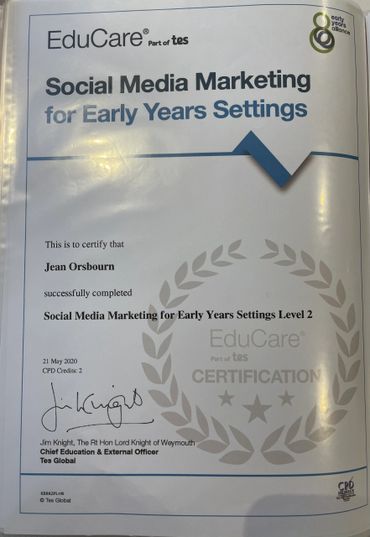 EduCare® Part of tes
early
years
alliance
Social Media Marketing
for Early Years Settings
This is to certify that
Jean Orsbourn
successfully completed
Social Media Marketing for Early Years Settings Level 2
EduCare®
Part of tes
CERTIFICATION
21 May 2020
CPD Credits: 2
Jim Knight
Jim Knight, The Rt Hon Lord Knight of Weymouth
Chief Education & External Officer
Tes Global
© Tes Global
CPD